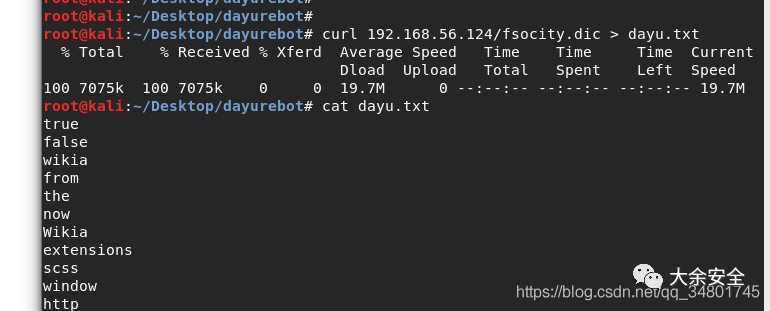 root@kali:~/Desktop/dayurebot#
root@kali:~/Desktop/dayurebot#
root@kali:~/Desktop/dayurebot# curl 192.168.56.124/fsocity.dic > dayu.txt
% Total % Received % Xferd Average Speed Time Time Time Current
Dload Upload Total Spent Left Speed
100 7075k 100 7075k 0 0 19.7M 0 --:--:-- --:--:-- --:--:-- 19.7M
root@kali:~/Desktop/dayurebot# cat dayu.txt
true
false
wikia
from
the
now
Wikia
extensions
scss
window
http
大余安全
https://blog.csdn.net/qq_34801745